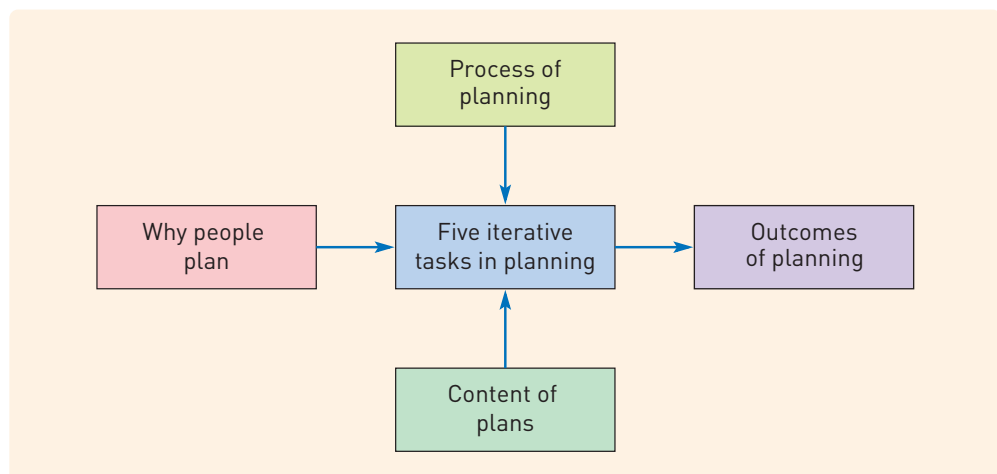 Process of
planning
Why people
plan
Five iterative
tasks in planning
Outcomes
of planning
Content of
plans